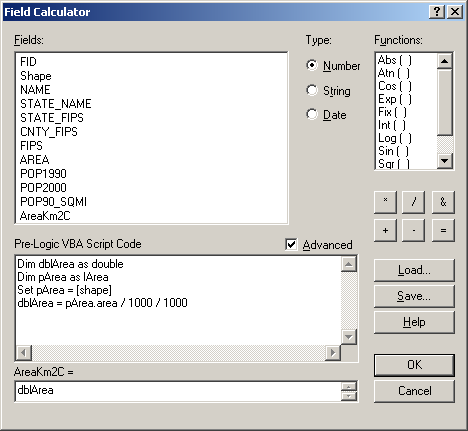 Field Calculator
Fields:
FID
Shape
NAME
STATE_NAME
STATE_FIPS
CNTY_FIPS
FIPS
AREA
POP1990
POP2000
POP90_SQMI
AreaKm2C
Type:
Number
String
Date
Functions:
Abs ( )
Atn ( )
Cos ( )
Exp ( )
Fix ( )
Int ( )
Log ( )
Sin ( )
Sqr ( )
* / &
+ - =
Pre-Logic VBA Script Code
Advanced
Dim dblArea as double
Dim pArea as IArea
Set pArea = [shape]
dblArea = pArea.area / 1000 / 1000
Load...
Save...
Help
AreaKm2C =
dblArea
OK
Cancel